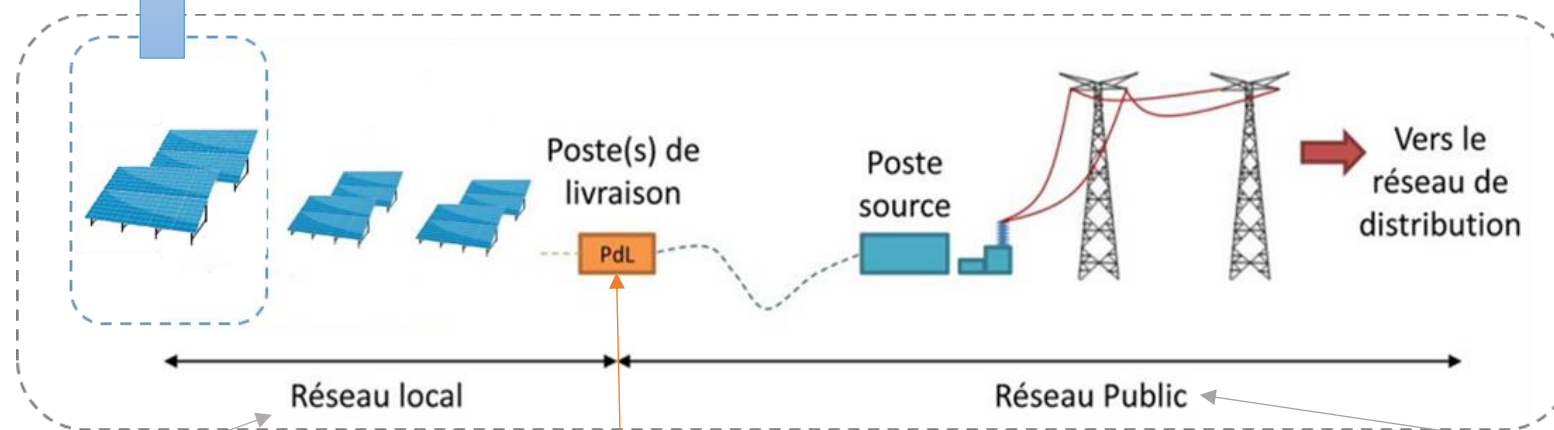 Poste(s) de
livraison
PdL
Poste
source
Vers le
réseau de
distribution
Réseau local
Réseau Public